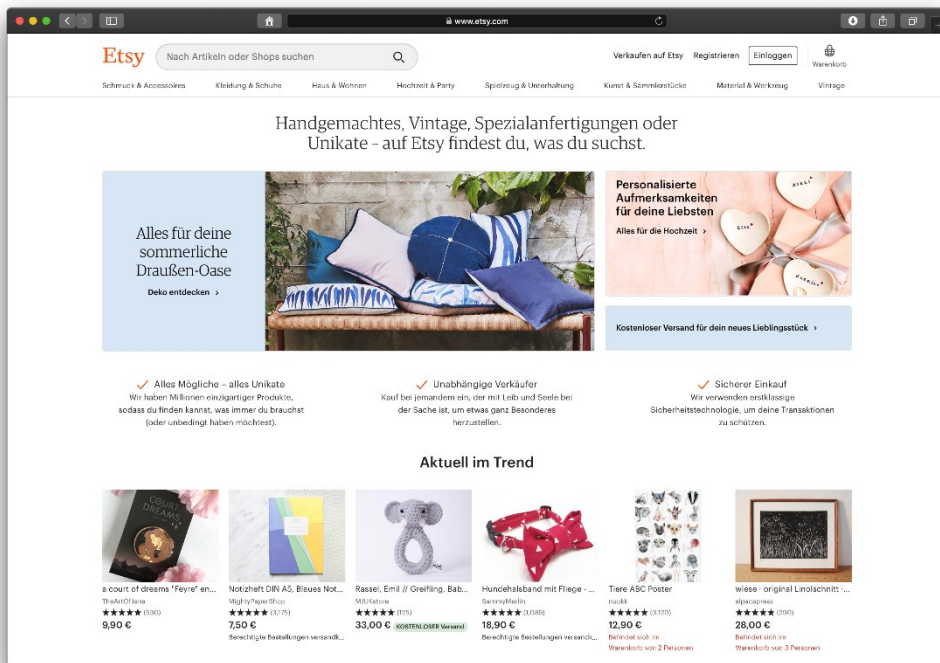 www.etsy.com
Etsy
Nach Artikeln oder Shops suchen
Verkaufen auf Etsy Registrieren Einloggen
Warenkorb
Schmuck & Accessoires Kleidung & Schuhe Haus & Wohnen Hochzeit & Party Spielzeug & Unterhaltung Kunst & Sammlerstücke Material & Werkzeug Vintage
Handgemachtes, Vintage, Spezialanfertigungen oder
Unikate – auf Etsy findest du, was du suchst.
Alles für deine
sommerliche
Draußen-Oase
Deko entdecken >
Personalisierte
Aufmerksamkeiten
für deine Liebsten
Alles für die Hochzeit >
Kostenloser Versand für dein neues Lieblingsstück >
Alles Mögliche – alles Unikate
Wir haben Millionen einzigartiger Produkte,
sodass du finden kannst, was immer du brauchst
(oder unbedingt haben möchtest).
Unabhängige Verkäufer
Kauf bei jemandem ein, der mit Leib und Seele bei
der Sache ist, um etwas ganz Besonderes
herzustellen.
Sicherer Einkauf
Wir verwenden erstklassige
Sicherheitstechnologie, um deine Transaktionen
zu schützen.
Aktuell im Trend
COURT
DREAMS
a court of dreams "Feyre" en...
TheArtOfJana
★★★★★ (530)
9,90 €
Notizheft DIN A5, Blaues Not...
MightyPaperShop
★★★★★ (3,175)
7,50 €
Berechtigte Bestellungen versandk...
Rassel, Emil // Greifling, Bab...
MiUKstore
★★★★★ (125)
33,00 € KOSTENLOSER Versand
Hundehalsband mit Fliege - ...
SammyMerlin
★★★★★ (1,089)
18,90 €
Berechtigte Bestellungen versandk...
Tiere ABC Poster
nuukk
★★★★★ (3,120)
12,90 €
Befindet sich im
Warenkorb von 2 Personen
wiese - original Linolschnitt -...
alpacapress
★★★★★ (290)
28,00 €
Befindet sich im
Warenkorb von 3 Personen